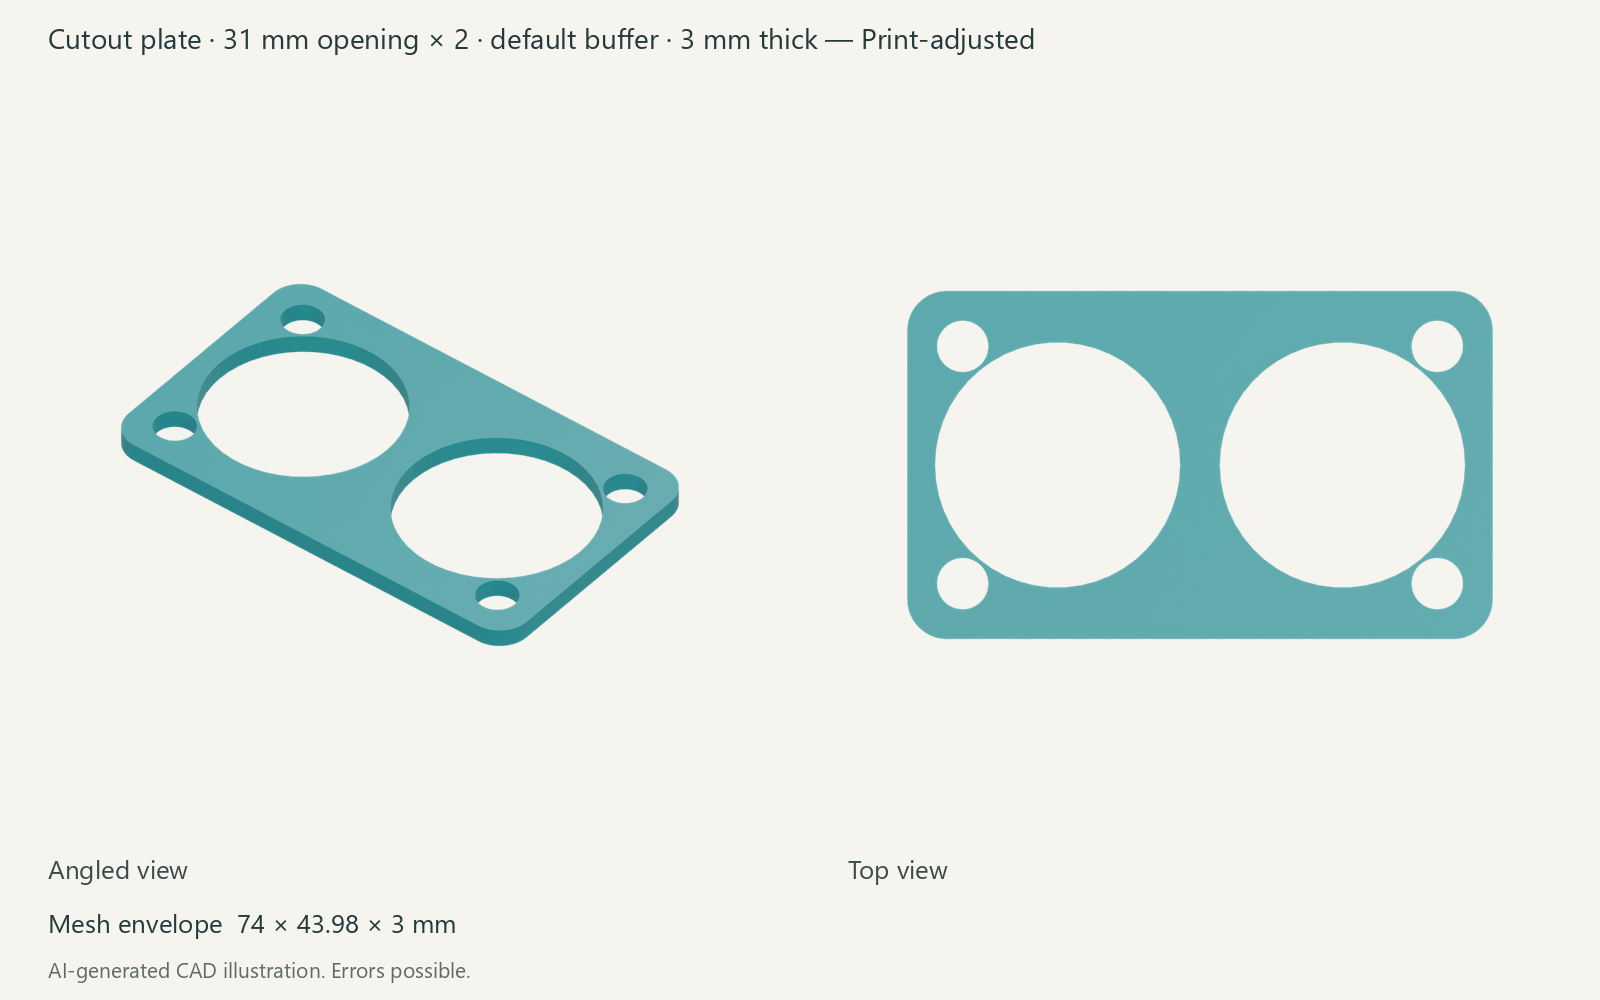 Cutout plate · 31 mm opening × 2 · default buffer · 3 mm thick — Print-adjusted
Angled view
Top view
Mesh envelope 74 × 43.98 × 3 mm
AI-generated CAD illustration. Errors possible.